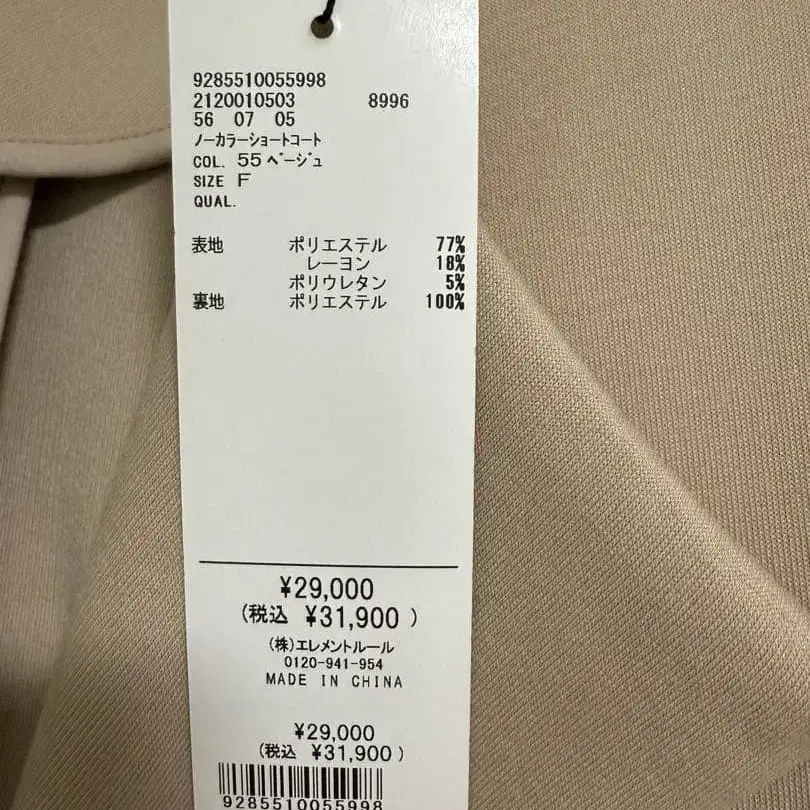 9285510055998
2120010503 8996
56 07 05
ノーカラーショートコート
COL. 55 ベージュ
SIZE F
QUAL.
表地 ポリエステル 77%
レーヨン 18%
ポリウレタン 5%
裏地 ポリエステル 100%
¥29,000
(税込 ¥31,900 )
(株)エレメントルール
0120-941-954
MADE IN CHINA
¥29,000
(税込 ¥31,900 )
9285510055998